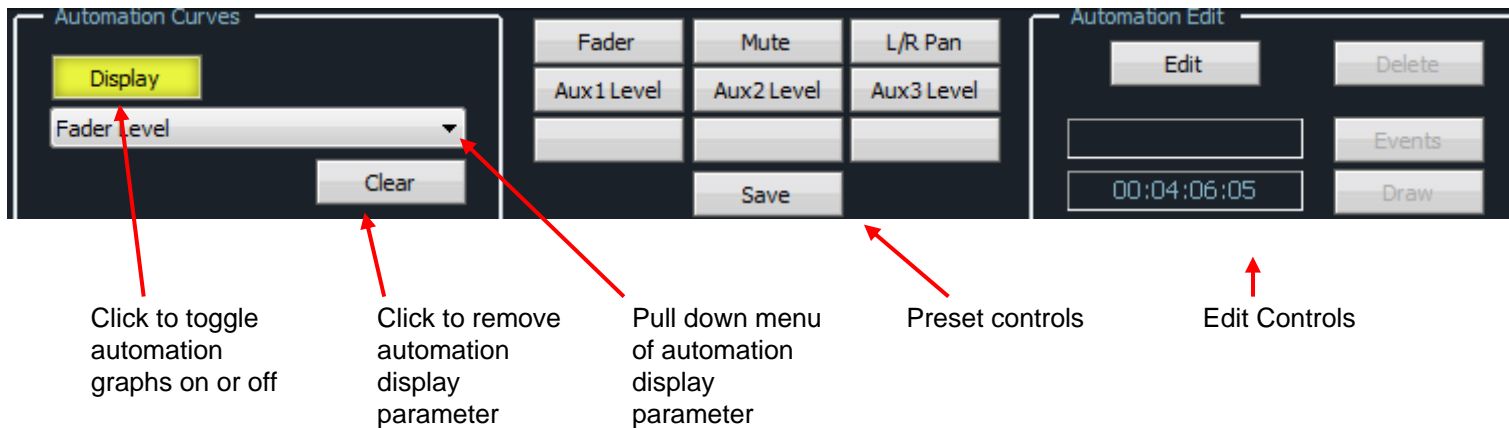 Automation Curves
Display
Fader Level
Clear
Fader Mute L/R Pan
Aux1 Level Aux2 Level Aux3 Level
Save
Automation Edit
Edit Delete
Events
00:04:06:05 Draw
Click to toggle
automation
graphs on or off
Click to remove
automation
display
parameter
Pull down menu
of automation
display
parameter
Preset controls
Edit Controls